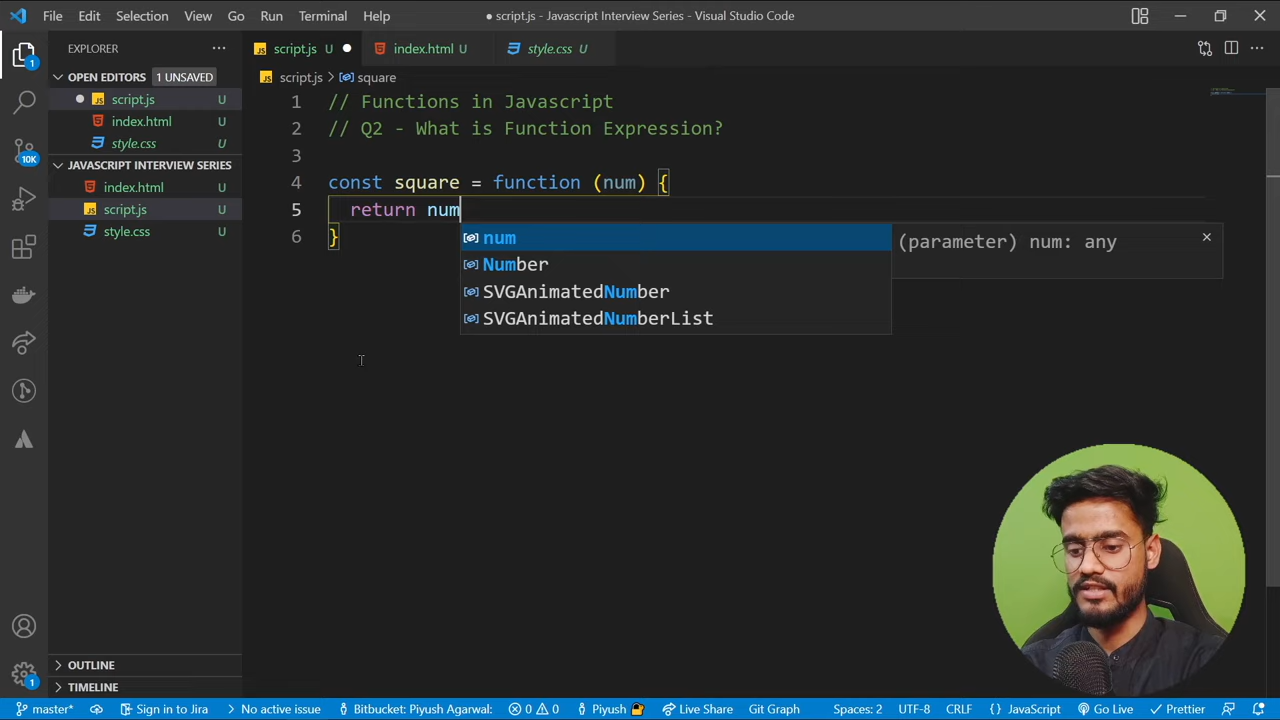 File Edit Selection View Go Run Terminal Help
● script.js - Javascript Interview Series - Visual Studio Code
EXPLORER
OPEN EDITORS 1 UNSAVED
script.js U
index.html U
style.css U
JAVASCRIPT INTERVIEW SERIES
index.html U
script.js U
style.css U
OUTLINE
TIMELINE
1
10K
1
JS script.js U ● index.html U style.css U
JS script.js > square
1 // Functions in Javascript
2 // Q2 - What is Function Expression?
3
4 const square = function (num) {
5 return num
6 }
num
Number
SVGAnimatedNumber
SVGAnimatedNumberList
(parameter) num: any
master* Sign in to Jira No active issue Bitbucket: Piyush Agarwal: 0 0 Piyush Live Share Git Graph Spaces: 2 UTF-8 CRLF {} JavaScript Go Live Prettier